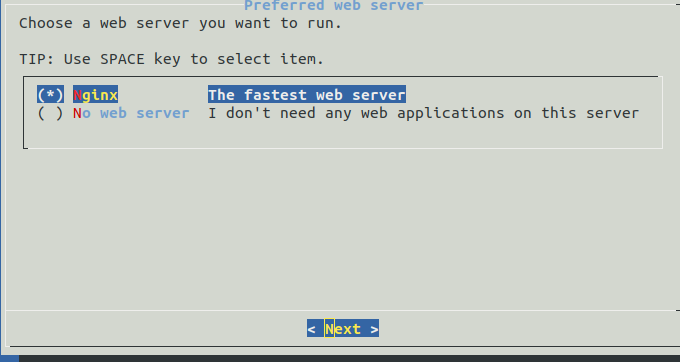 Preferred web server
Choose a web server you want to run.
TIP: Use SPACE key to select item.
(*) Nginx The fastest web server
( ) No web server I don't need any web applications on this server
< Next >